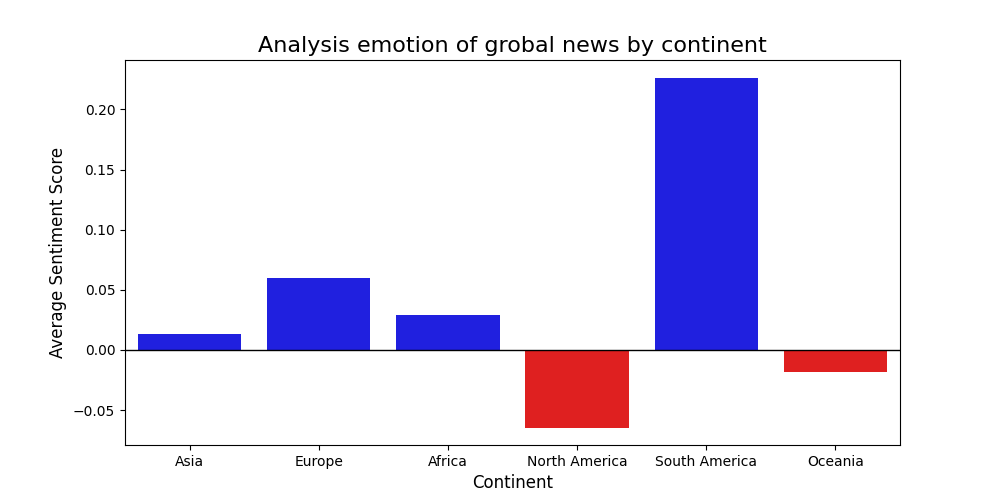 Analysis emotion of grobal news by continent
Average Sentiment Score
0.20
0.15
0.10
0.05
0.00
−0.05
Asia Europe Africa North America South America Oceania
Continent